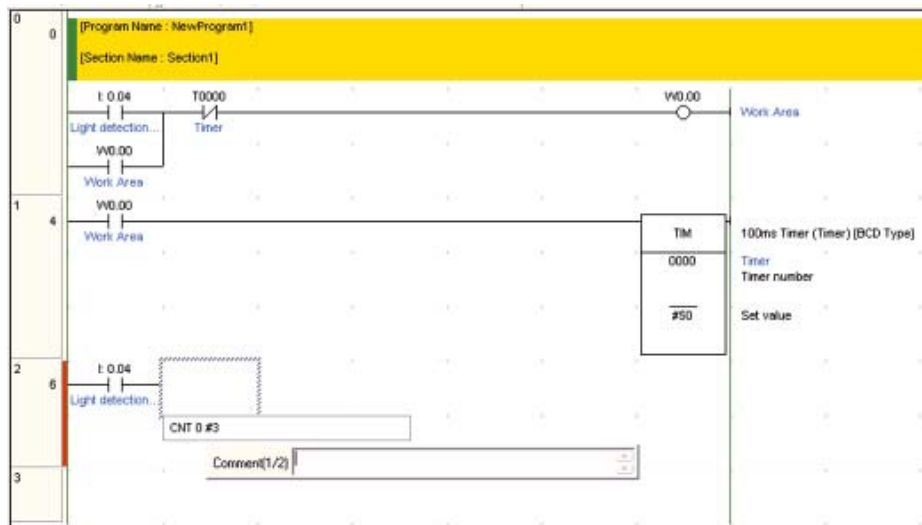 0
0
[Program Name : NewProgram1]
[Section Name : Section1]
I: 0.04
T0000
W0.00
Light detection...
Timer
Work Area
W0.00
Work Area
1
4
W0.00
Work Area
TIM
100ms Timer (Timer) [BCD Type]
0000
Timer
Timer number
#50
Set value
2
6
I: 0.04
Light detection...
CNT 0 #3
Comment(1/2)
3